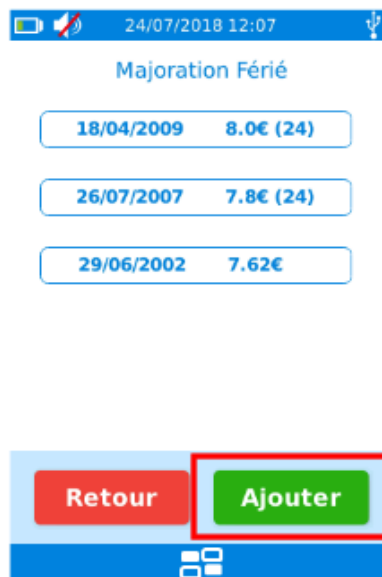 24/07/2018 12:07
Majoration Férié
18/04/2009 8.0€ (24)
26/07/2007 7.8€ (24)
29/06/2002 7.62€
Retour Ajouter